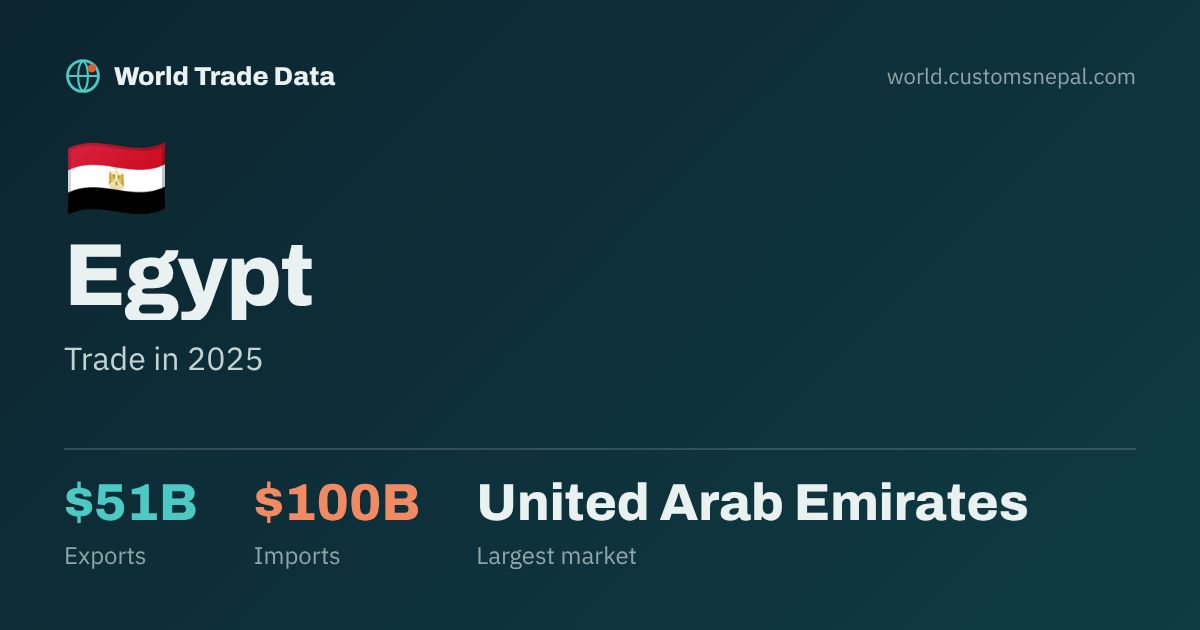 World Trade Data
world.customsnepal.com
Egypt
Trade in 2025
$51B
Exports
$100B
Imports
United Arab Emirates
Largest market